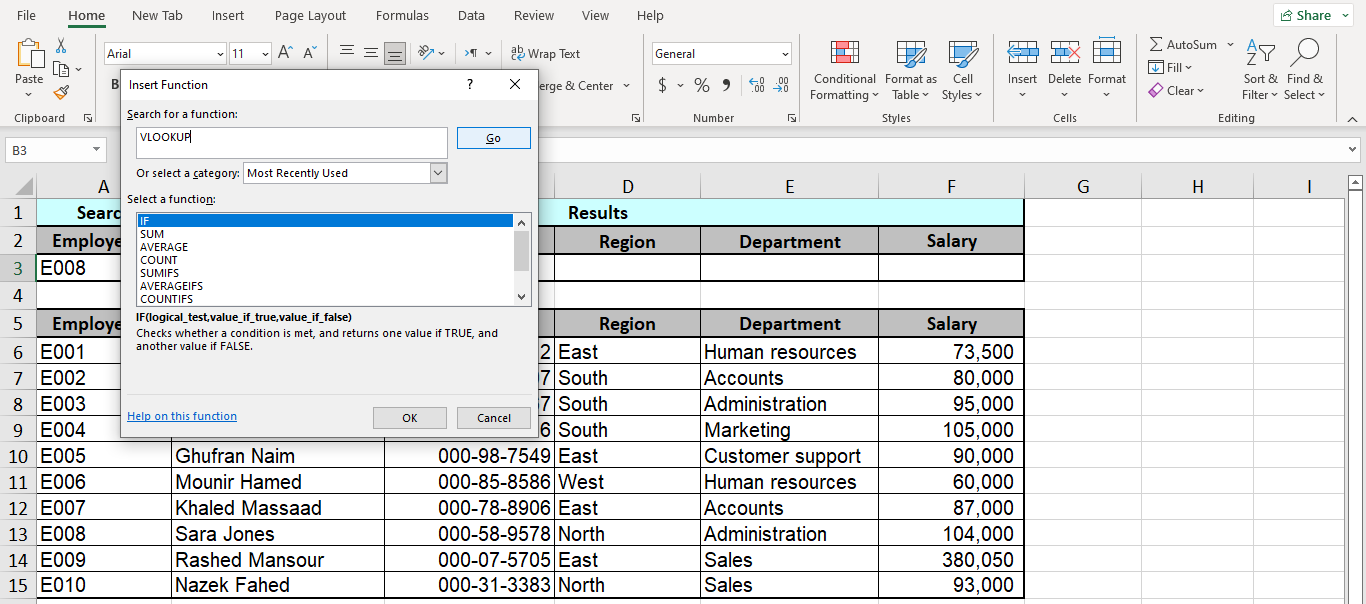 File Home New Tab Insert Page Layout Formulas Data Review View Help Share
Arial 11 A A ab Wrap Text General AutoSum
Paste Conditional Format as Cell Insert Delete Format Fill Sort & Find &
B erge & Center $ % Formatting Table Styles Clear Filter Select
Clipboard Number Styles Cells Editing
B3
Insert Function ?
Search for a function:
VLOOKUP Go
Or select a category: Most Recently Used
Select a function:
IF
SUM
AVERAGE
COUNT
SUMIFS
AVERAGEIFS
COUNTIFS
IF(logical_test,value_if_true,value_if_false)
Checks whether a condition is met, and returns one value if TRUE, and
another value if FALSE.
Help on this function OK Cancel
A D E F G H I
1 Searc Results
2 Employe Region Department Salary
3 E008
4
5 Employe Region Department Salary
6 E001 2 East Human resources 73,500
7 E002 7 South Accounts 80,000
8 E003 7 South Administration 95,000
9 E004 6 South Marketing 105,000
10 E005 Ghufran Naim 000-98-7549 East Customer support 90,000
11 E006 Mounir Hamed 000-85-8586 West Human resources 60,000
12 E007 Khaled Massaad 000-78-8906 East Accounts 87,000
13 E008 Sara Jones 000-58-9578 North Administration 104,000
14 E009 Rashed Mansour 000-07-5705 East Sales 380,050
15 E010 Nazek Fahed 000-31-3383 North Sales 93,000